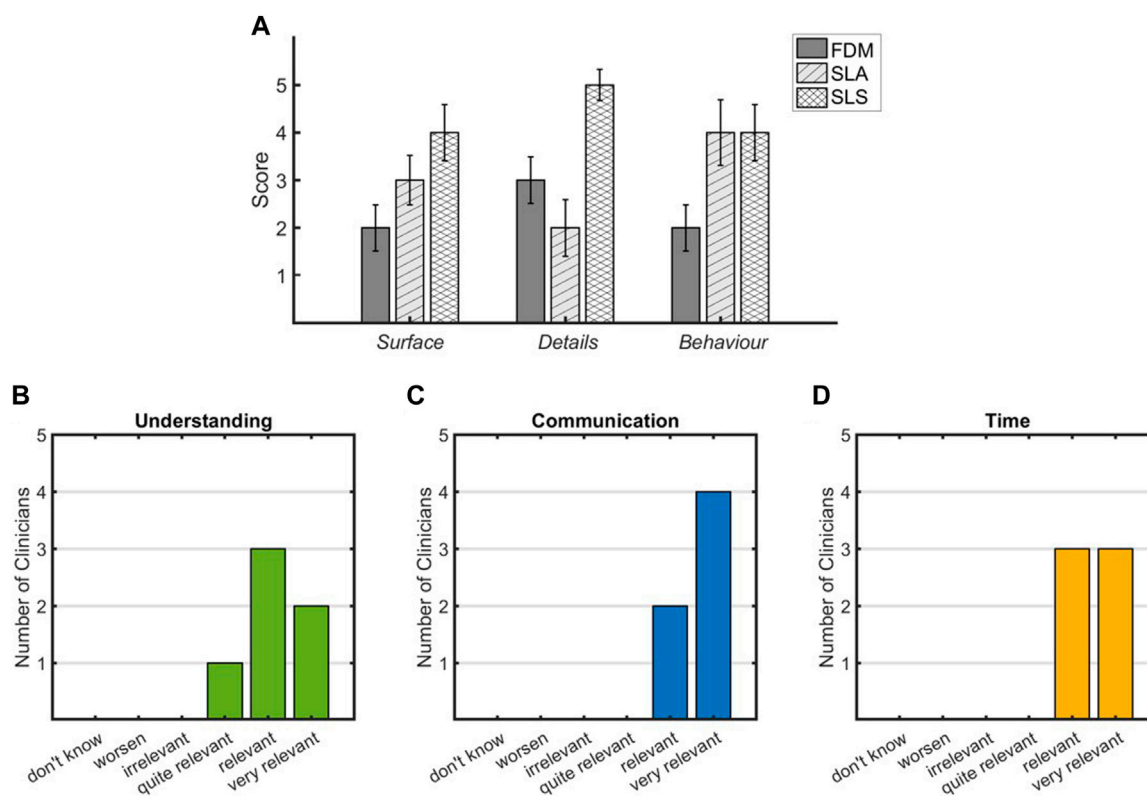 A
FDM
SLA
SLS
Score
5
4
3
2
1
Surface Details Behaviour
B
Understanding
Number of Clinicians
5
4
3
2
1
don't know
worsen
irrelevant
quite relevant
relevant
very relevant
C
Communication
Number of Clinicians
5
4
3
2
1
don't know
worsen
irrelevant
quite relevant
relevant
very relevant
D
Time
Number of Clinicians
5
4
3
2
1
don't know
worsen
irrelevant
quite relevant
relevant
very relevant